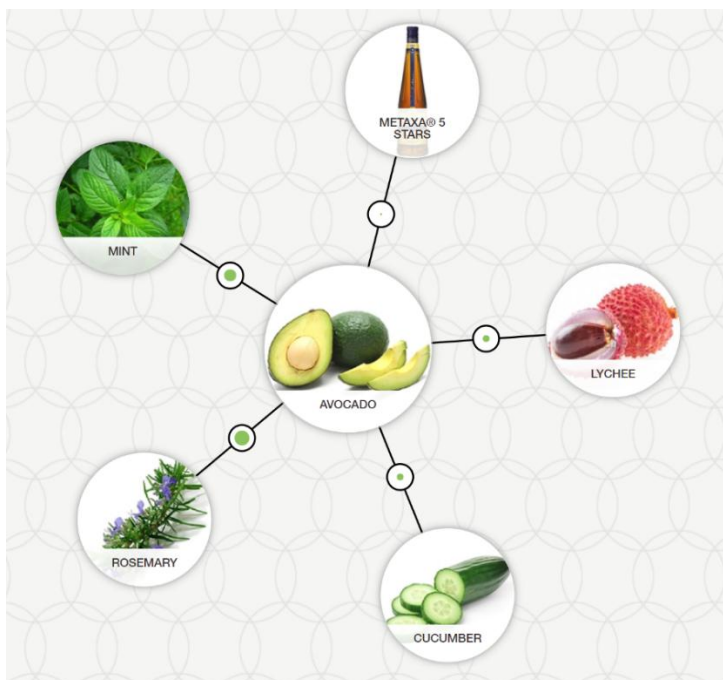 METAXA® 5
STARS
MINT
LYCHEE
AVOCADO
ROSEMARY
CUCUMBER